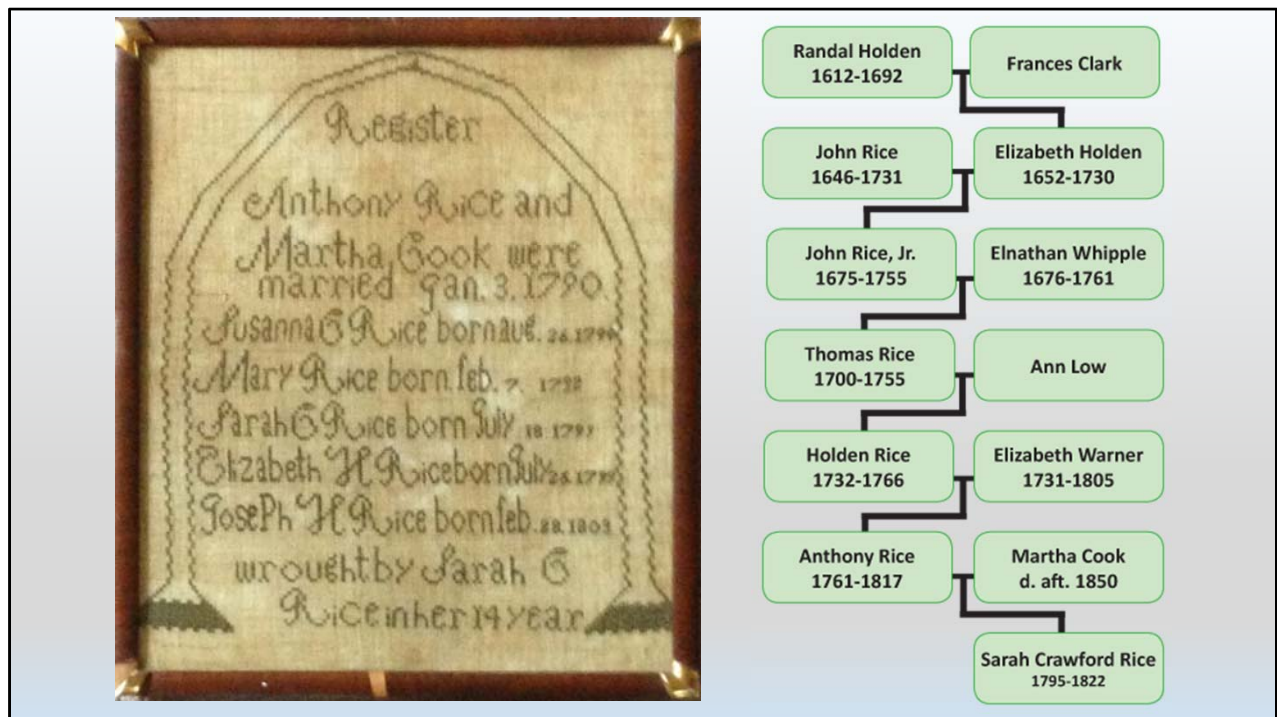 Register
Anthony Rice and
Martha Cook were
married Jan. 3. 1790
Susanna C Rice born aug. 26.
Mary Rice born feb. 7
Sarah C Rice born July 18.
Elizabeth H Rice born July
Joseph H Rice born feb. 28. 1803
wrought by Sarah C
Rice in her 14 year
Randal Holden
1612-1692
Frances Clark
John Rice
1646-1731
Elizabeth Holden
1652-1730
John Rice, Jr.
1675-1755
Elnathan Whipple
1676-1761
Thomas Rice
1700-1755
Ann Low
Holden Rice
1732-1766
Elizabeth Warner
1731-1805
Anthony Rice
1761-1817
Martha Cook
d. aft. 1850
Sarah Crawford Rice
1795-1822